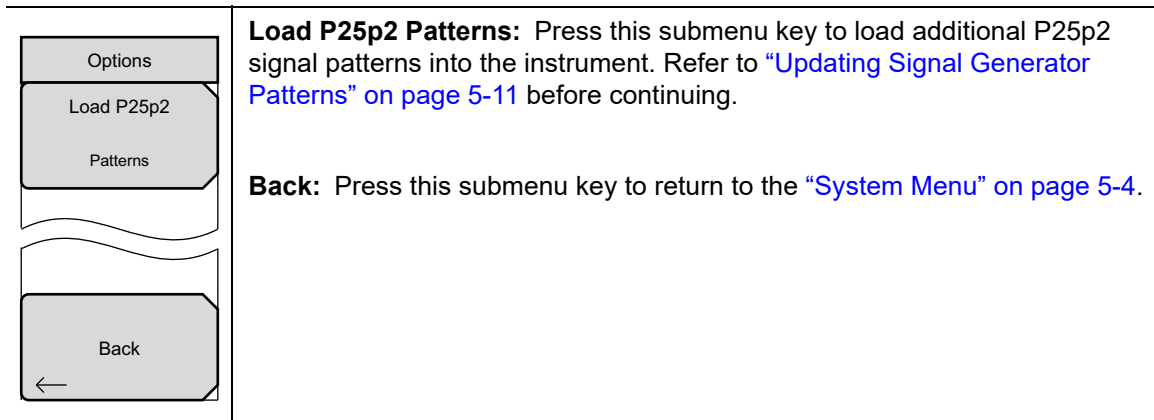 Options
Load P25p2
Patterns
Back
Load P25p2 Patterns: Press this submenu key to load additional P25p2
signal patterns into the instrument. Refer to “Updating Signal Generator
Patterns” on page 5-11 before continuing.
Back: Press this submenu key to return to the “System Menu” on page 5-4.